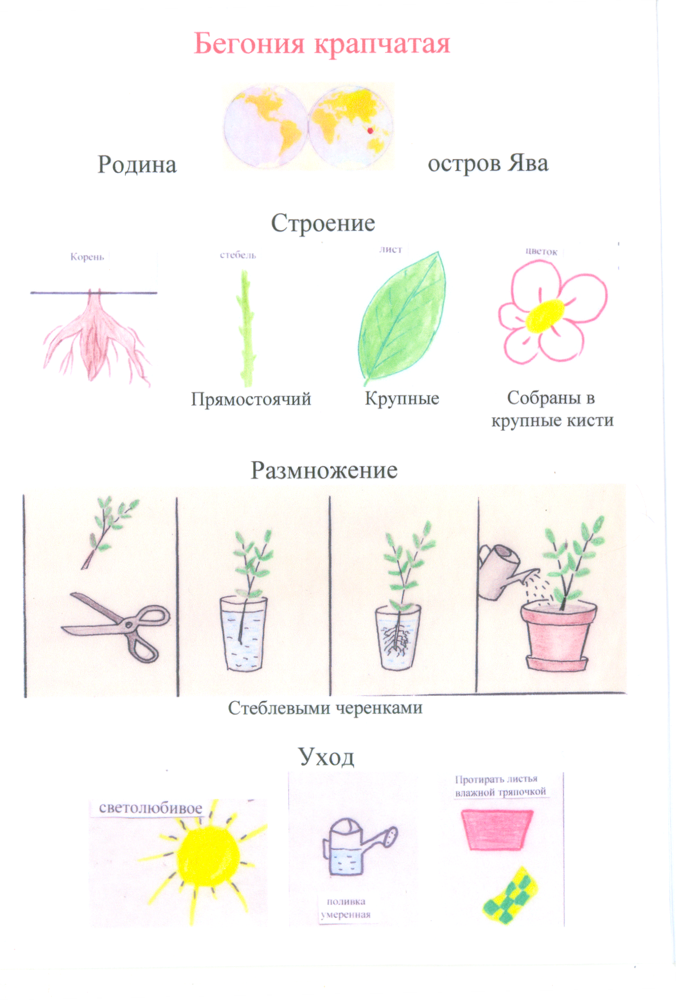 Бегония крапчатая
Родина
остров Ява
Строение
Корень
стебель
лист
цветок
Прямостоячий
Крупные
Собраны в
крупные кисти
Размножение
Стеблевыми черенками
Уход
светолюбивое
поливка
умеренная
Протирать листья
влажной тряпочкой